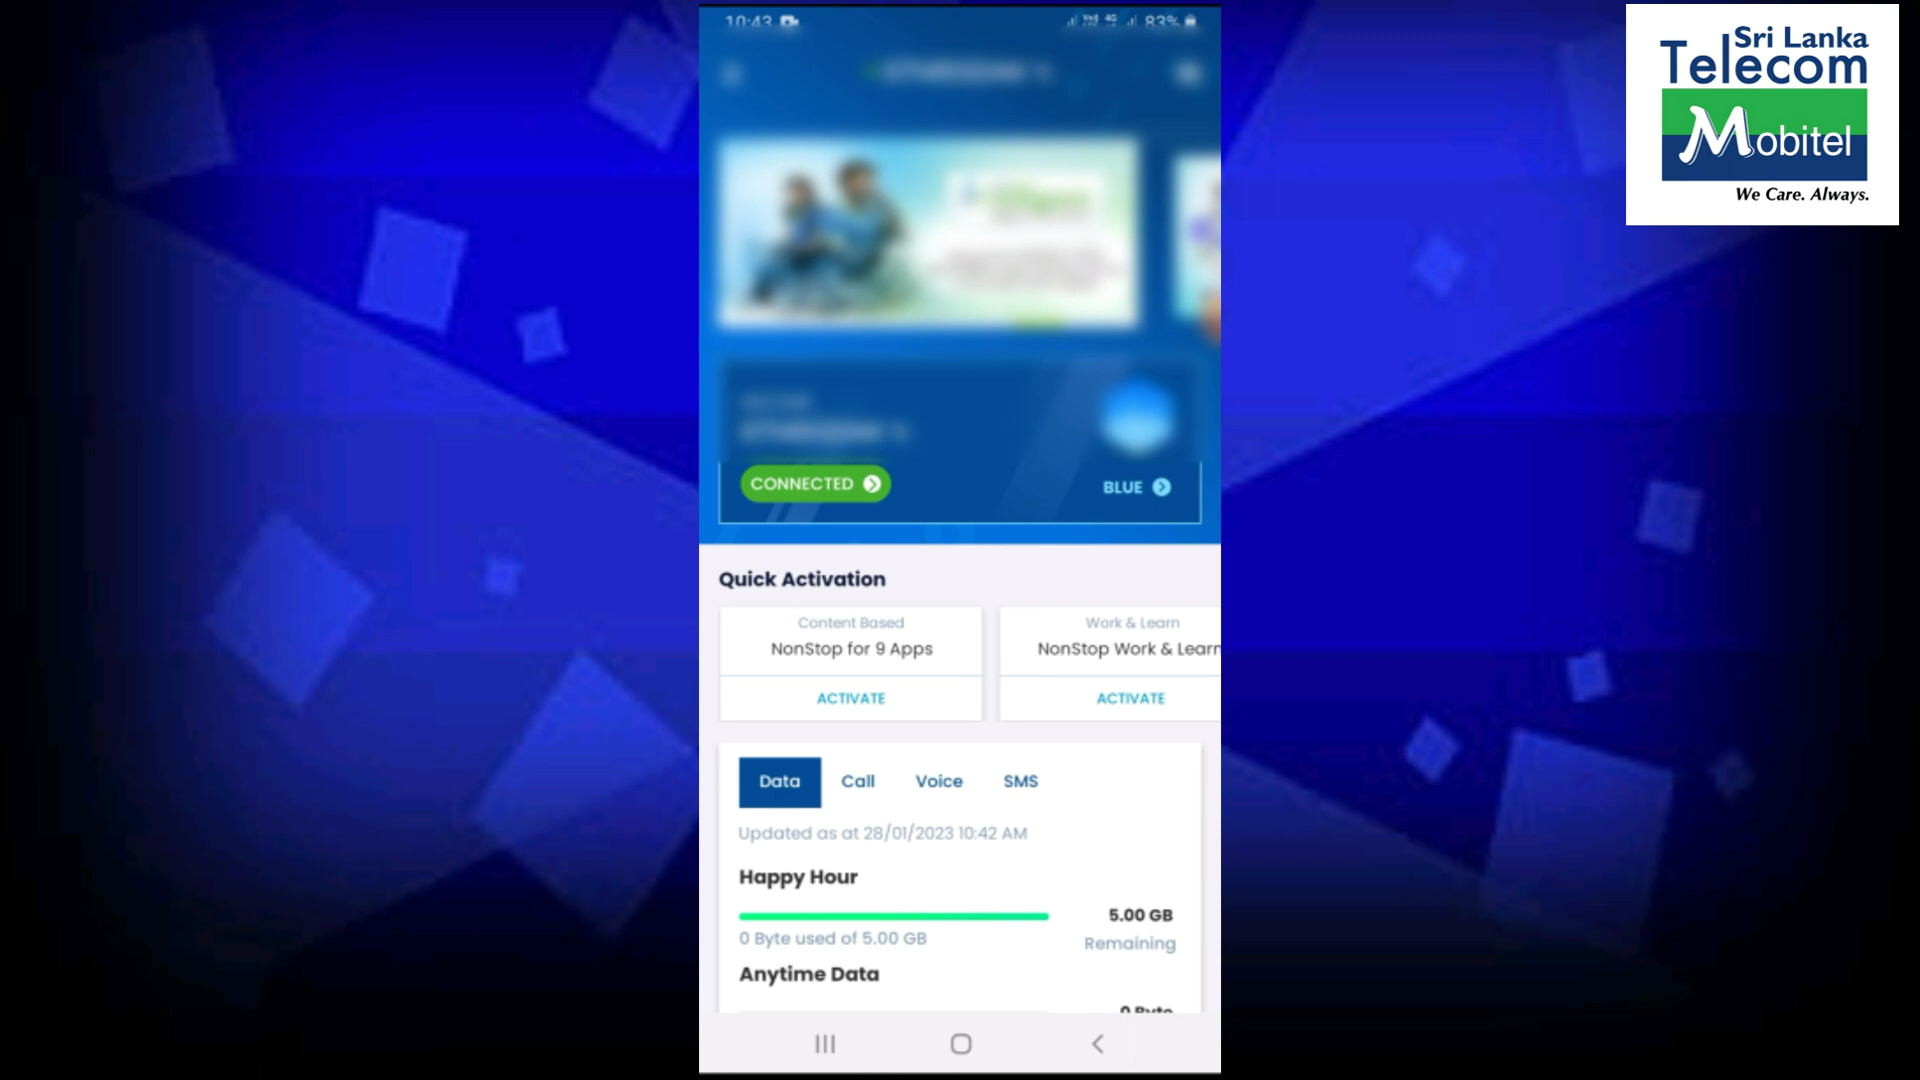 10:43
83%
Sri Lanka
Telecom
Mobitel
We Care. Always.
CONNECTED
BLUE
Quick Activation
Content Based
NonStop for 9 Apps
ACTIVATE
Work & Learn
NonStop Work & Learn
ACTIVATE
Data
Call
Voice
SMS
Updated as at 28/01/2023 10:42 AM
Happy Hour
5.00 GB
0 Byte used of 5.00 GB
Remaining
Anytime Data
0 Byte